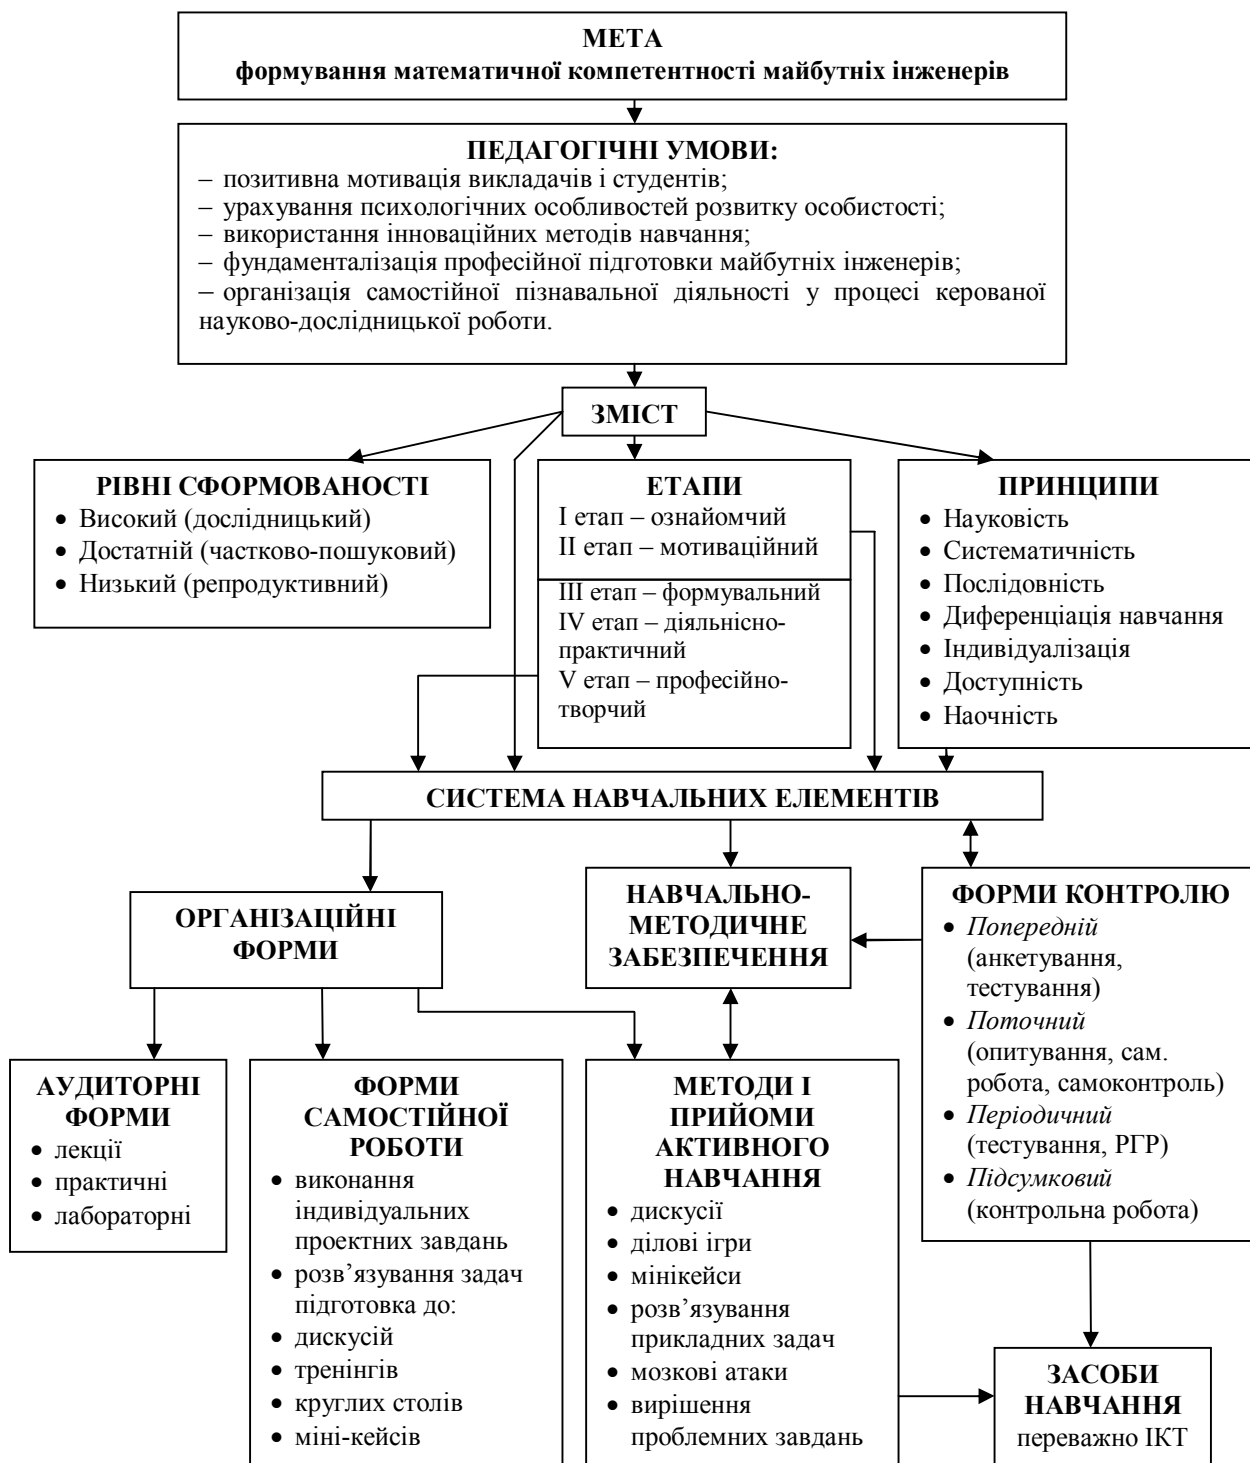 МЕТА
формування математичної компетентності майбутніх інженерів
ПЕДАГОГІЧНІ УМОВИ:
– позитивна мотивація викладачів і студентів;
– урахування психологічних особливостей розвитку особистості;
– використання інноваційних методів навчання;
– фундаменталізація професійної підготовки майбутніх інженерів;
– організація самостійної пізнавальної діяльності у процесі керованої
науково-дослідницької роботи.
ЗМІСТ
РІВНІ СФОРМОВАНОСТІ
• Високий (дослідницький)
• Достатній (частково-пошуковий)
• Низький (репродуктивний)
ЕТАПИ
І етап – ознайомчий
ІІ етап – мотиваційний
ІІІ етап – формувальний
IV етап – діяльнісно-
практичний
V етап – професійно-
творчий
ПРИНЦИПИ
• Науковість
• Систематичність
• Послідовність
• Диференціація навчання
• Індивідуалізація
• Доступність
• Наочність
СИСТЕМА НАВЧАЛЬНИХ ЕЛЕМЕНТІВ
ОРГАНІЗАЦІЙНІ
ФОРМИ
НАВЧАЛЬНО-
МЕТОДИЧНЕ
ЗАБЕЗПЕЧЕННЯ
ФОРМИ КОНТРОЛЮ
• Попередній
(анкетування,
тестування)
• Поточний
(опитування, сам.
робота, самоконтроль)
• Періодичний
(тестування, РГР)
• Підсумковий
(контрольна робота)
АУДИТОРНІ
ФОРМИ
• лекції
• практичні
• лабораторні
ФОРМИ
САМОСТІЙНОЇ
РОБОТИ
• виконання
індивідуальних
проектних завдань
• розв’язування задач
підготовка до:
• дискусій
• тренінгів
• круглих столів
• міні-кейсів
МЕТОДИ І
ПРИЙОМИ
АКТИВНОГО
НАВЧАННЯ
• дискусії
• ділові ігри
• мінікейси
• розв’язування
прикладних задач
• мозкові атаки
• вирішення
проблемних завдань
ЗАСОБИ
НАВЧАННЯ
переважно ІКТ